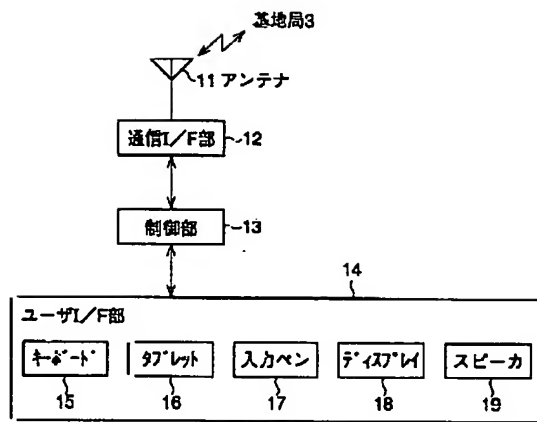 基地局3
11 アンテナ
通信I/F部
12
制御部
13
14
ユーザI/F部
キーボード
タブレット
入力ペン
ディスプレイ
スピーカ
15
16
17
18
19